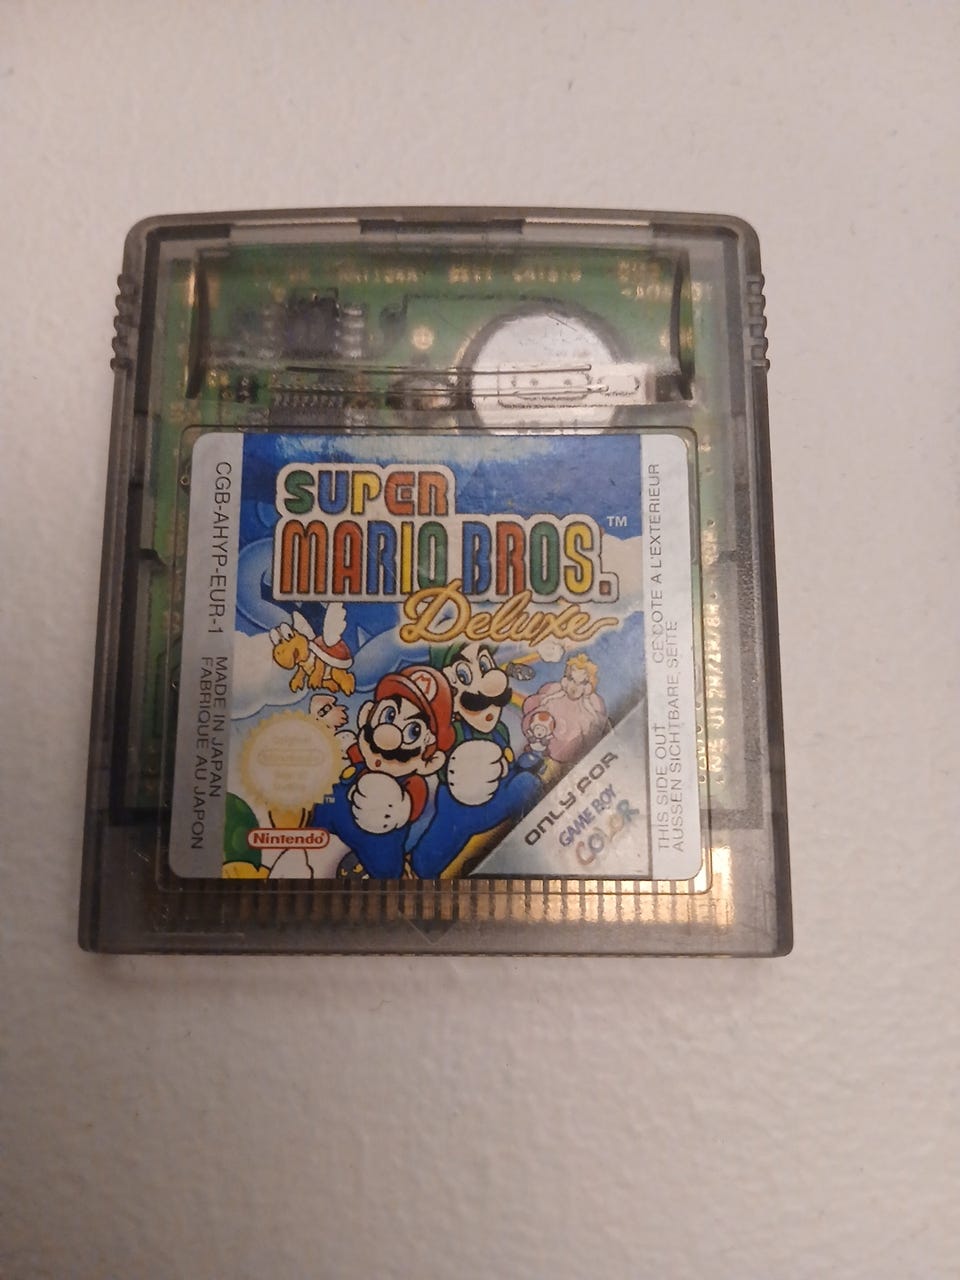 SUPER
MARIO BROS.
TM
Deluxe
CGB-AHYP-EUR-1
MADE IN JAPAN
FABRIQUE AU JAPON
THIS SIDE OUT CE COTE A L'EXTERIEUR
AUSSEN SICHTBARE SEITE
ONLY FOR
GAME BOY
COLOR
TM
Nintendo
M